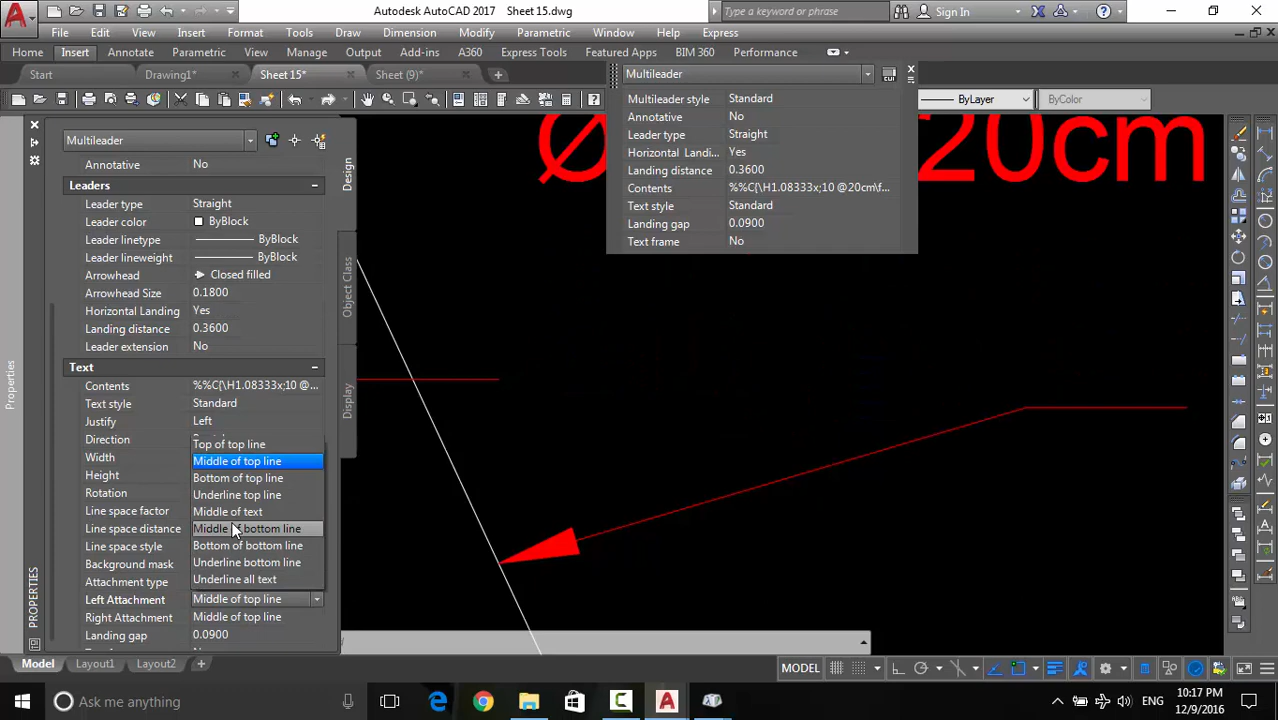 Autodesk AutoCAD 2017 Sheet 15.dwg
Type a keyword or phrase
Sign In
File Edit View Insert Format Tools Draw Dimension Modify Parametric Window Help Express
Home Insert Annotate Parametric View Manage Output Add-ins A360 Express Tools Featured Apps BIM 360 Performance
Start Drawing1* Sheet 15* Sheet (9)*
Multileader
ByLayer ByColor
Multileader style Standard
Annotative No
Leader type Straight
Horizontal Landi... Yes
Landing distance 0.3600
Contents %%C{\H1.08333x;10 @20cm\f...
Text style Standard
Landing gap 0.0900
Text frame No
Ø 20cm
Multileader
Annotative No
Leaders
Leader type Straight
Leader color ByBlock
Leader linetype ByBlock
Leader lineweight ByBlock
Arrowhead Closed filled
Arrowhead Size 0.1800
Horizontal Landing Yes
Landing distance 0.3600
Leader extension No
Text
Contents %%C{\H1.08333x;10 @...
Text style Standard
Justify Left
Direction
Top of top line
Width
Middle of top line
Height
Bottom of top line
Rotation
Underline top line
Line space factor
Middle of text
Line space distance
Middle of bottom line
Line space style
Bottom of bottom line
Background mask
Underline bottom line
Attachment type
Underline all text
Left Attachment Middle of top line
Right Attachment Middle of top line
Landing gap 0.0900
Design
Object Class
Display
Properties
PROPERTIES
Model Layout1 Layout2
MODEL
Ask me anything
ENG
10:17 PM
12/9/2016